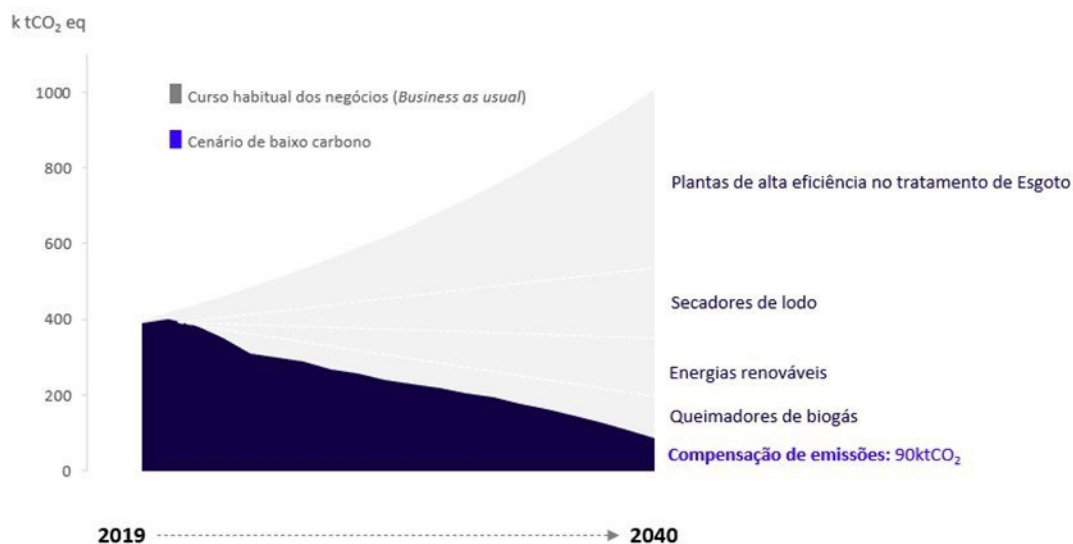 k tCO₂ eq
1000
800
600
400
200
0
Curso habitual dos negócios (Business as usual)
Cenário de baixo carbono
Plantas de alta eficiência no tratamento de Esgoto
Secadores de lodo
Energias renováveis
Queimadores de biogás
Compensação de emissões: 90ktCO₂
2019
2040